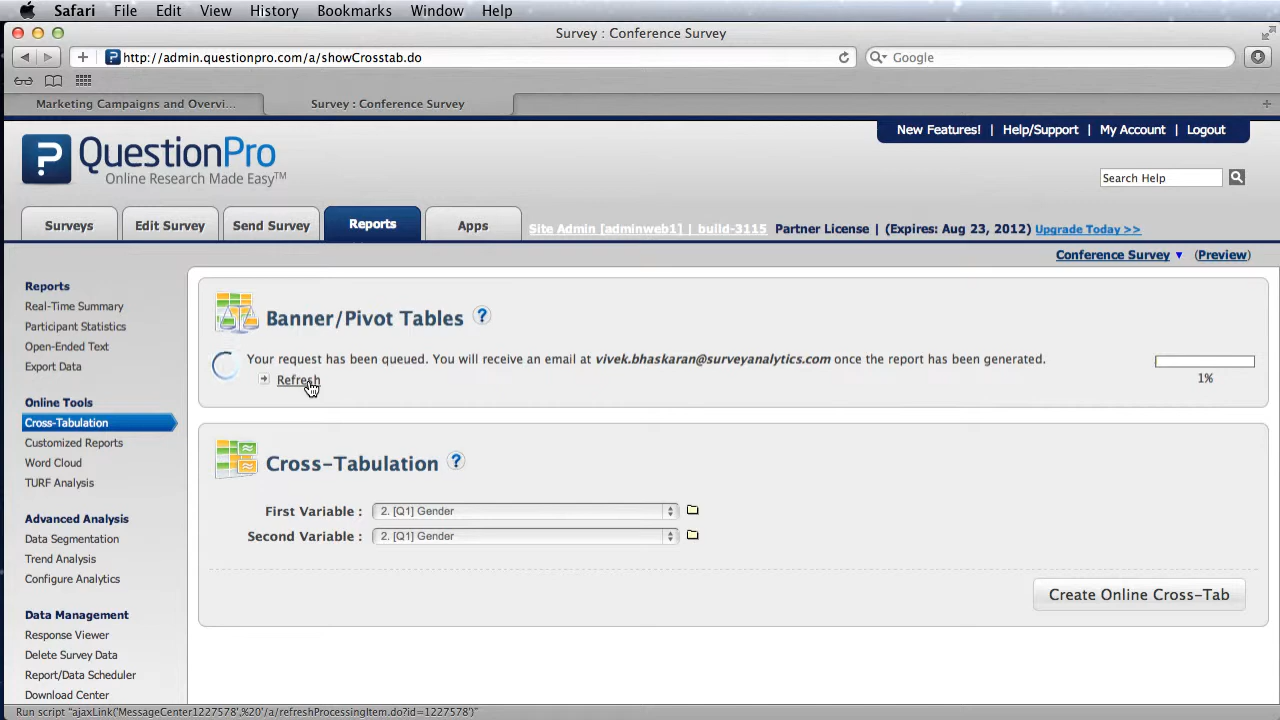 Safari File Edit View History Bookmarks Window Help
Survey : Conference Survey
http://admin.questionpro.com/a/showCrosstab.do
Google
Marketing Campaigns and Overvi...
Survey : Conference Survey
New Features! | Help/Support | My Account | Logout
? QuestionPro
Online Research Made Easy™
Search Help
Surveys
Edit Survey
Send Survey
Reports
Apps
Site Admin [adminweb1] | build-3115 Partner License | (Expires: Aug 23, 2012) Upgrade Today >>
Conference Survey ▼ (Preview)
Reports
Real-Time Summary
Participant Statistics
Open-Ended Text
Export Data
Online Tools
Cross-Tabulation
Customized Reports
Word Cloud
TURF Analysis
Advanced Analysis
Data Segmentation
Trend Analysis
Configure Analytics
Data Management
Response Viewer
Delete Survey Data
Report/Data Scheduler
Download Center
Banner/Pivot Tables ?
Your request has been queued. You will receive an email at vivek.bhaskaran@surveyanalytics.com once the report has been generated.
Refresh
1%
Cross-Tabulation ?
First Variable : 2. [Q1] Gender
Second Variable : 2. [Q1] Gender
Create Online Cross-Tab
Run script "ajaxLink('MessageCenter1227578',%20'/a/refreshProcessingItem.do?id=1227578')"